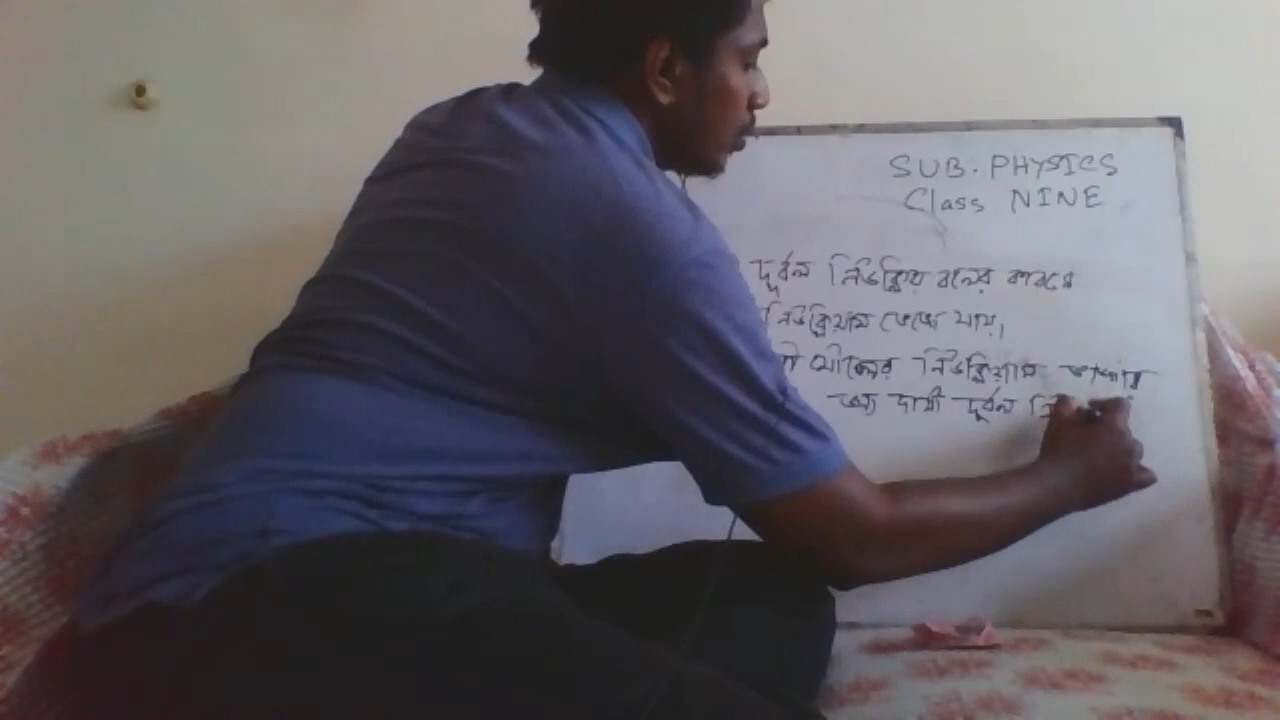 SUB. PHYSICS
Class NINE
দূর্বল নিউক্লিয় বলের কারণে
নিউক্লিয়াস ভেঙ্গে যায়,
মৌলের নিউক্লিয়াস ভাঙ্গার
জন্য দায়ী দূর্বল